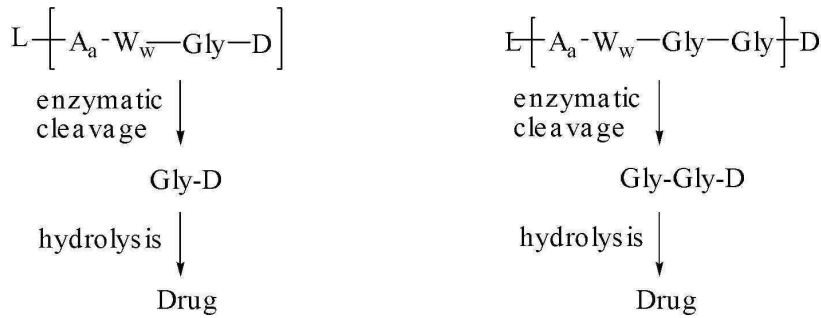 L-[-Aa-Ww-Gly-D]
enzymatic
cleavage
Gly-D
hydrolysis
Drug
L-[-Aa-Ww-Gly-Gly-]-D
enzymatic
cleavage
Gly-Gly-D
hydrolysis
Drug